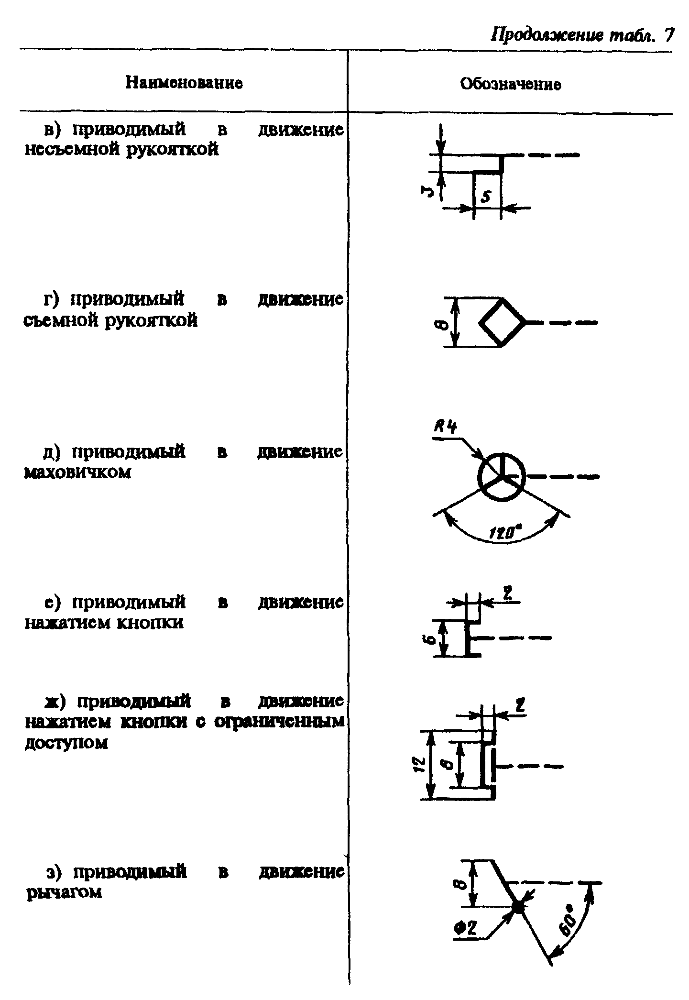 Продолжение табл. 7
Наименование
Обозначение
в) приводимый в движение
несъемной рукояткой
3
5
г) приводимый в движение
съемной рукояткой
8
R4
д) приводимый в движение
маховичком
120°
2
е) приводимый в движение
нажатием кнопки
6
2
ж) приводимый в движение
нажатием кнопки с ограниченным
доступом
12
8
з) приводимый в движение
рычагом
8
60°
Ф2